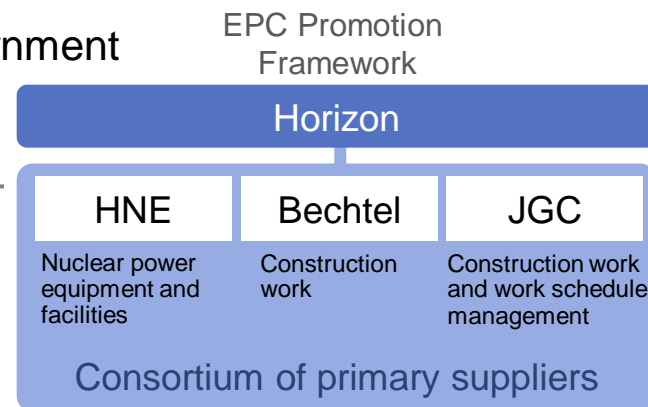 rnment
EPC Promotion
Framework
Horizon
HNE
Bechtel
JGC
Nuclear power
equipment and
facilities
Construction
work
Construction work
and work schedule
management
Consortium of primary suppliers